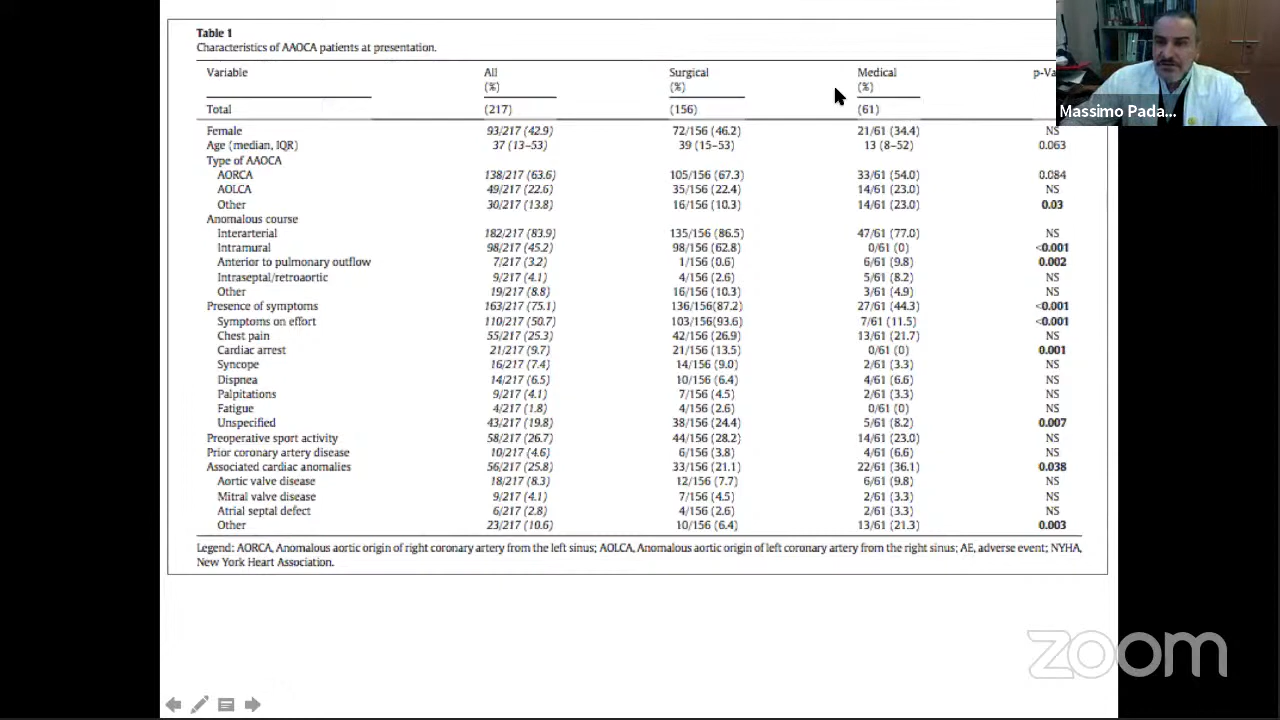 Table 1
Characteristics of AAOCA patients at presentation.
Variable All Surgical Medical p-Va
(%) (%) (%)
Total (217) (156) (61)
Female 93/217 (42.9) 72/156 (46.2) 21/61 (34.4) NS
Age (median, IQR) 37 (13–53) 39 (15–53) 13 (8–52) 0.063
Type of AAOCA
AORCA 138/217 (63.6) 105/156 (67.3) 33/61 (54.0) 0.084
AOLCA 49/217 (22.6) 35/156 (22.4) 14/61 (23.0) NS
Other 30/217 (13.8) 16/156 (10.3) 14/61 (23.0) 0.03
Anomalous course
Interarterial 182/217 (83.9) 135/156 (86.5) 47/61 (77.0) NS
Intramural 98/217 (45.2) 98/156 (62.8) 0/61 (0) <0.001
Anterior to pulmonary outflow 7/217 (3.2) 1/156 (0.6) 6/61 (9.8) 0.002
Intraseptal/retroaortic 9/217 (4.1) 4/156 (2.6) 5/61 (8.2) NS
Other 19/217 (8.8) 16/156 (10.3) 3/61 (4.9) NS
Presence of symptoms 163/217 (75.1) 136/156(87.2) 27/61 (44.3) <0.001
Symptoms on effort 110/217 (50.7) 103/156(93.6) 7/61 (11.5) <0.001
Chest pain 55/217 (25.3) 42/156 (26.9) 13/61 (21.7) NS
Cardiac arrest 21/217 (9.7) 21/156 (13.5) 0/61 (0) 0.001
Syncope 16/217 (7.4) 14/156 (9.0) 2/61 (3.3) NS
Dispnea 14/217 (6.5) 10/156 (6.4) 4/61 (6.6) NS
Palpitations 9/217 (4.1) 7/156 (4.5) 2/61 (3.3) NS
Fatigue 4/217 (1.8) 4/156 (2.6) 0/61 (0) NS
Unspecified 43/217 (19.8) 38/156 (24.4) 5/61 (8.2) 0.007
Preoperative sport activity 58/217 (26.7) 44/156 (28.2) 14/61 (23.0) NS
Prior coronary artery disease 10/217 (4.6) 6/156 (3.8) 4/61 (6.6) NS
Associated cardiac anomalies 56/217 (25.8) 33/156 (21.1) 22/61 (36.1) 0.038
Aortic valve disease 18/217 (8.3) 12/156 (7.7) 6/61 (9.8) NS
Mitral valve disease 9/217 (4.1) 7/156 (4.5) 2/61 (3.3) NS
Atrial septal defect 6/217 (2.8) 4/156 (2.6) 2/61 (3.3) NS
Other 23/217 (10.6) 10/156 (6.4) 13/61 (21.3) 0.003
Legend: AORCA, Anomalous aortic origin of right coronary artery from the left sinus; AOLCA, Anomalous aortic origin of left coronary artery from the right sinus; AE, adverse event; NYHA,
New York Heart Association.
Massimo Pada...
zoom